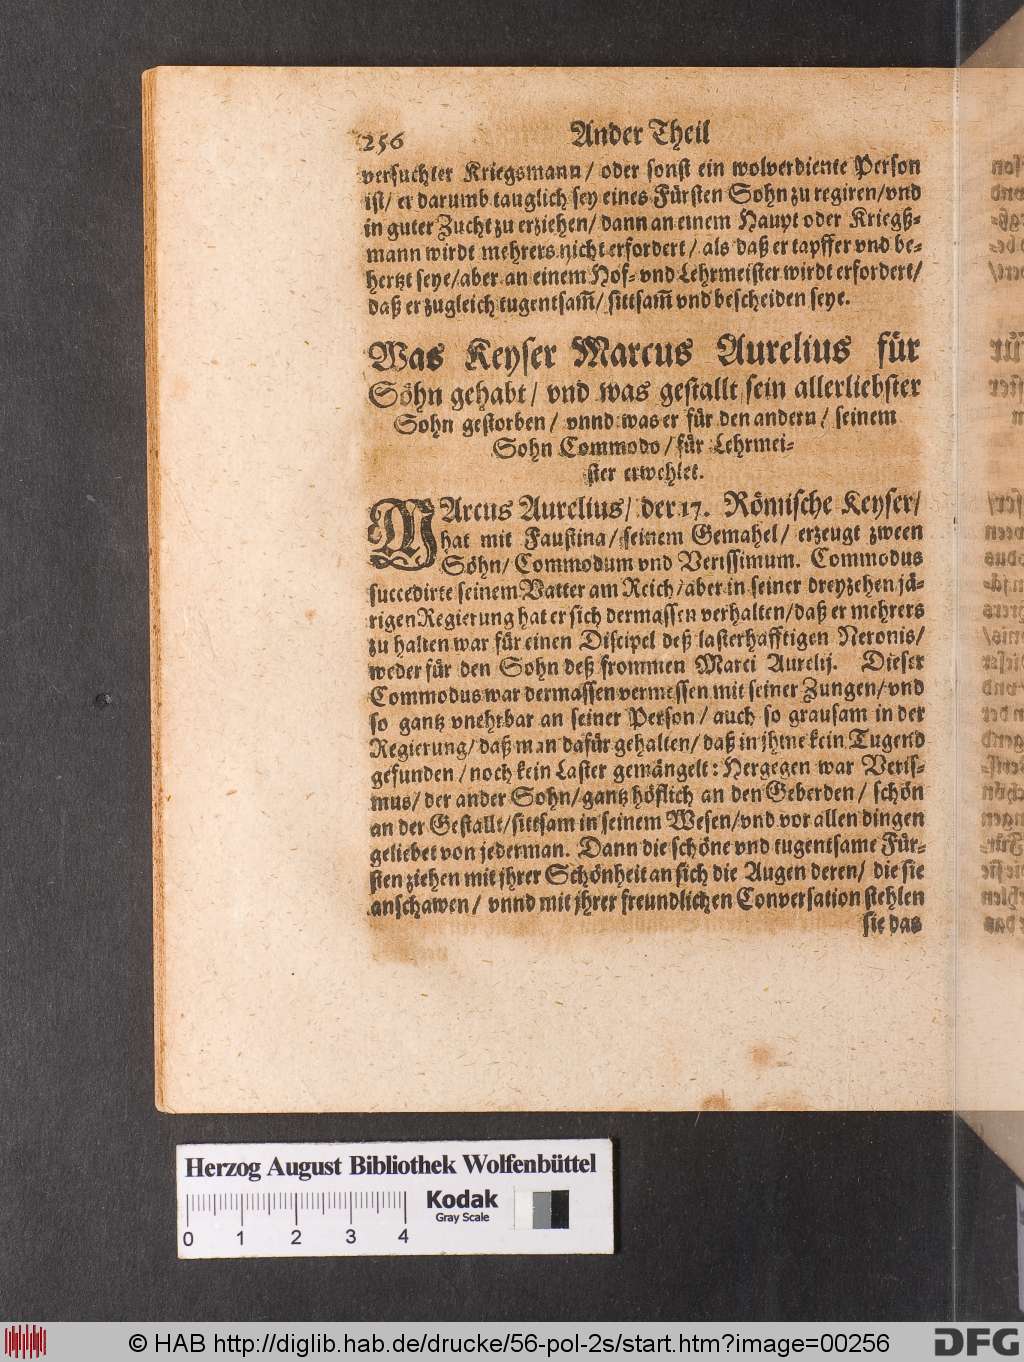 256 Ander Theil
versuchter Kriegsmann/ oder sonst ein wolverdiente Person
ist/ er darumb tauglich sey eines Fürsten Sohn zu regiren/ vnd
in guter Zucht zu erziehen/ dann an einem Haupt oder Kriegß-
mann wirdt mehrers nicht erfordert/ als daß er tapffer vnd be-
hertzt seye/ aber an einem Hof- vnd Lehrmeister wirdt erfordert/
daß er zugleich tugentsam̃/ sittsam̃ vnd bescheiden seye.
Was Keyser Marcus Aurelius für
Söhn gehabt/ vnd was gestallt sein allerliebster
Sohn gestorben/ vnnd was er für den andern/ seinem
Sohn Commodo/ für Lehrmei-
ster erwehlet.
MArcus Aurelius/ der 17. Römische Keyser/
hat mit Faustina/ seinem Gemahel/ erzeugt zween
Söhn/ Commodum vnd Verissimum. Commodus
succedirte seinem Vatter am Reich/ aber in seiner dreyzehen jä-
rigen Regierung hat er sich dermassen verhalten/ daß er mehrers
zu halten war für einen Discipel deß lasterhafftigen Neronis/
weder für den Sohn deß frommen Marci Aurelij. Dieser
Commodus war dermassen vermessen mit seiner Zungen/ vnd
so gantz vnehrbar an seiner Person/ auch so grausam in der
Regierung/ daß man dafür gehalten/ daß in jhme kein Tugend
gefunden/ noch kein Laster gemängelt: Hergegen war Veris-
mus/ der ander Sohn/ gantz höflich an den Geberden/ schön
an der Gestallt/ sittsam in seinem Wesen/ vnd vor allen dingen
geliebet von jederman. Dann die schöne vnd tugentsame Für-
sten ziehen mit jhrer Schönheit an sich die Augen deren/ die sie
anschawen/ vnnd mit jhrer freundlichen Conversation stehlen
sie das
Herzog August Bibliothek Wolfenbüttel
Kodak
Gray Scale
0 1 2 3 4
© HAB http://diglib.hab.de/drucke/56-pol-2s/start.htm?image=00256
DFG